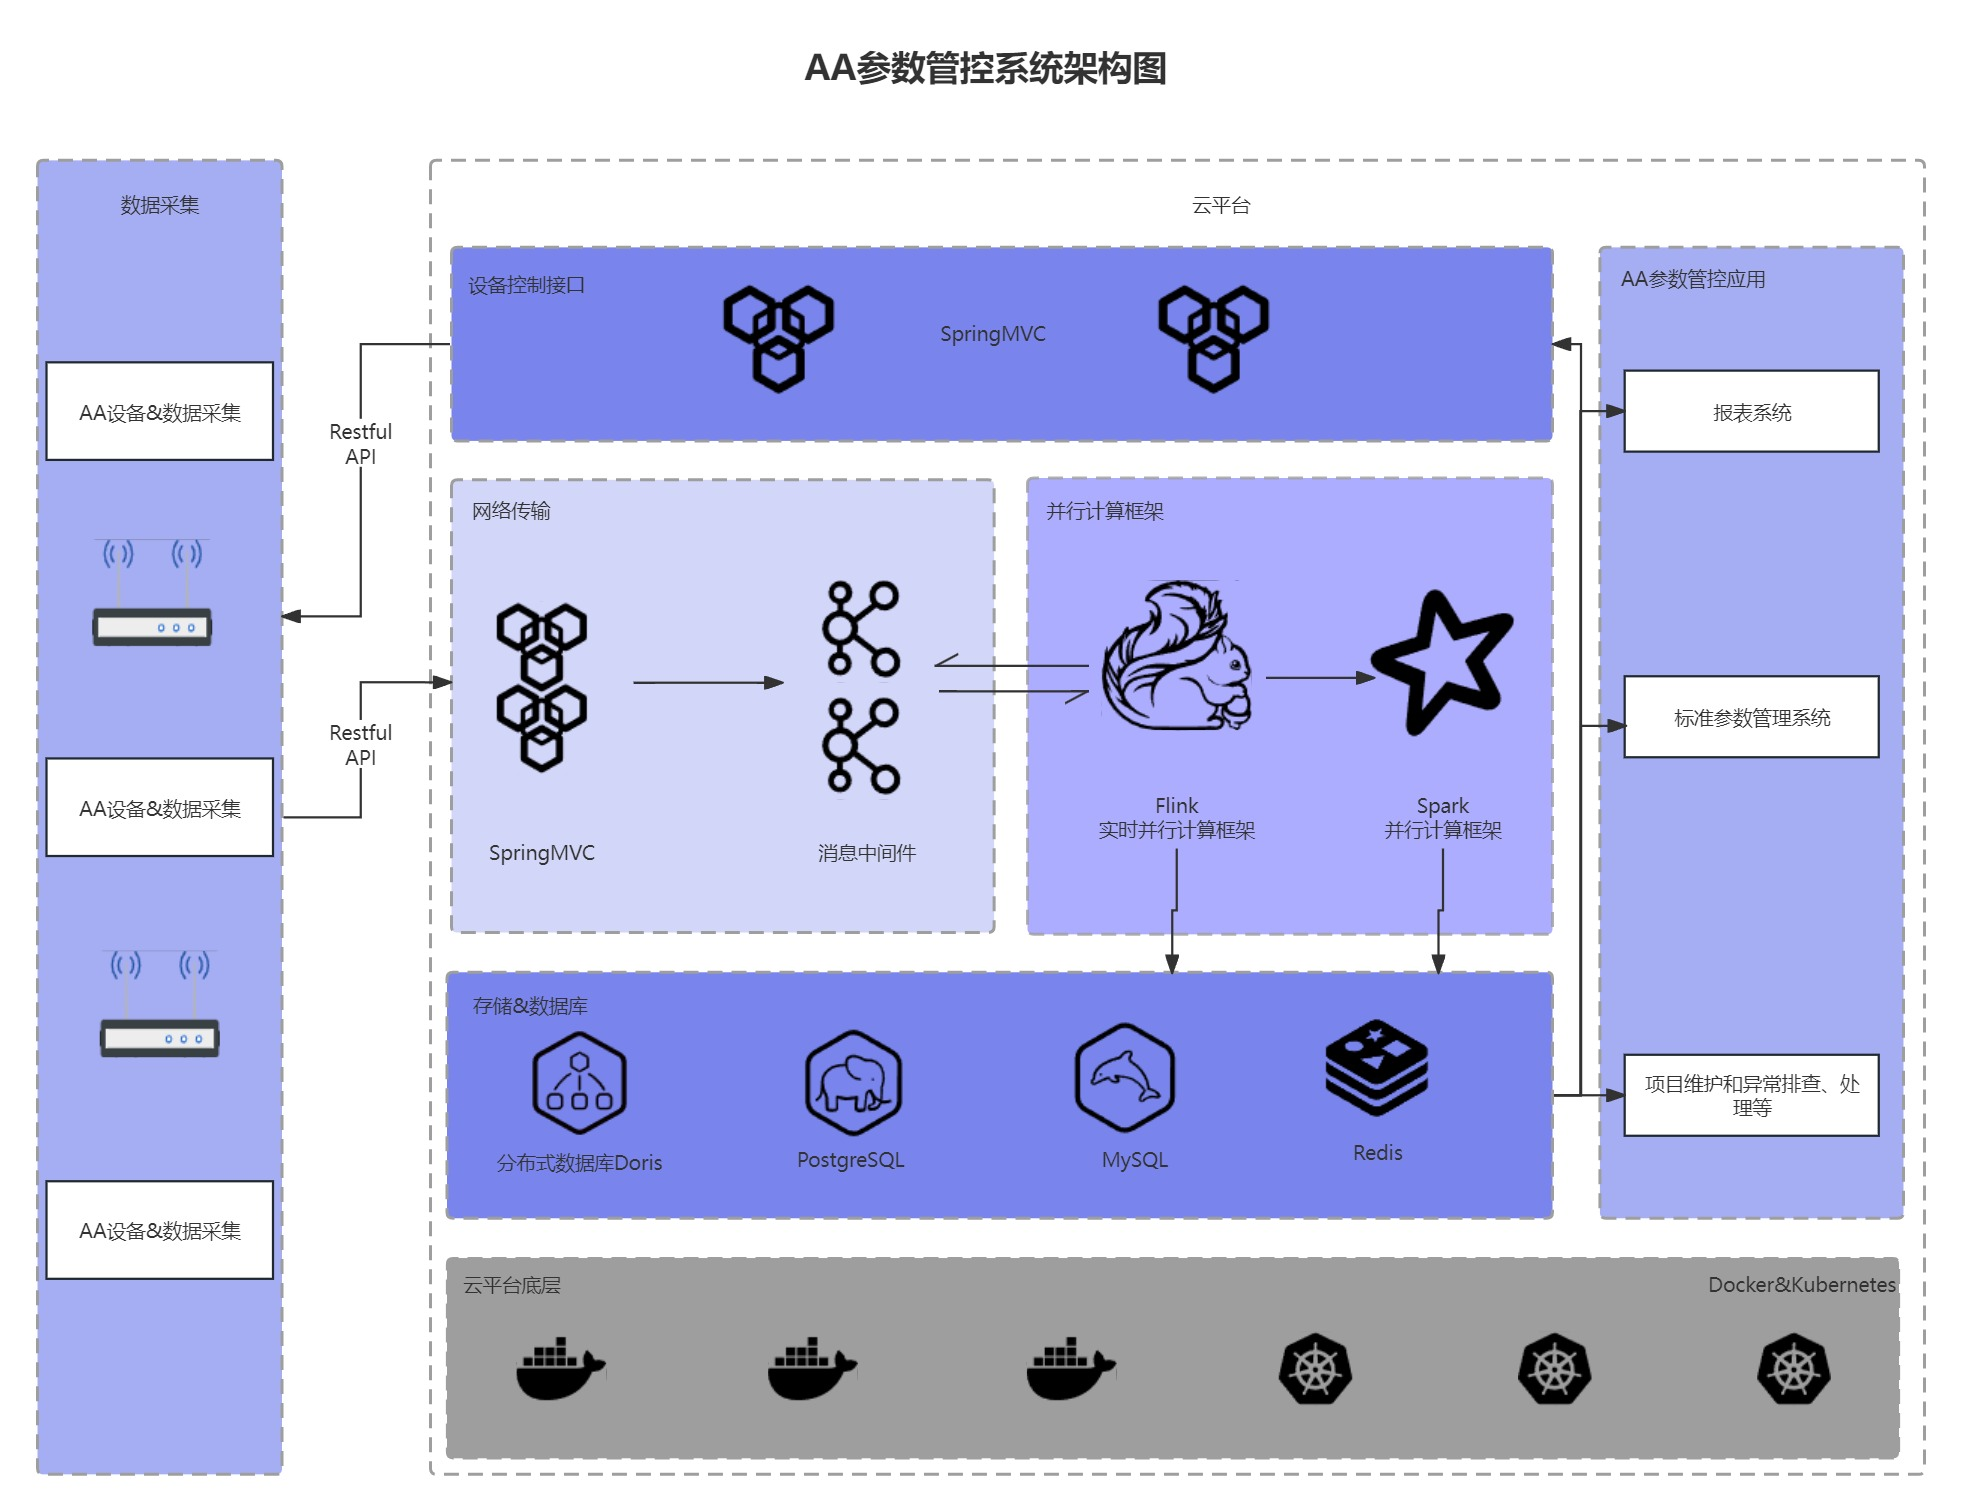 AA参数管控系统架构图
数据采集
AA设备&数据采集
AA设备&数据采集
AA设备&数据采集
Restful
API
Restful
API
云平台
设备控制接口
SpringMVC
网络传输
SpringMVC
消息中间件
并行计算框架
Flink
实时并行计算框架
Spark
并行计算框架
存储&数据库
分布式数据库Doris
PostgreSQL
MySQL
Redis
AA参数管控应用
报表系统
标准参数管理系统
项目维护和异常排查、处
理等
云平台底层
Docker&Kubernetes